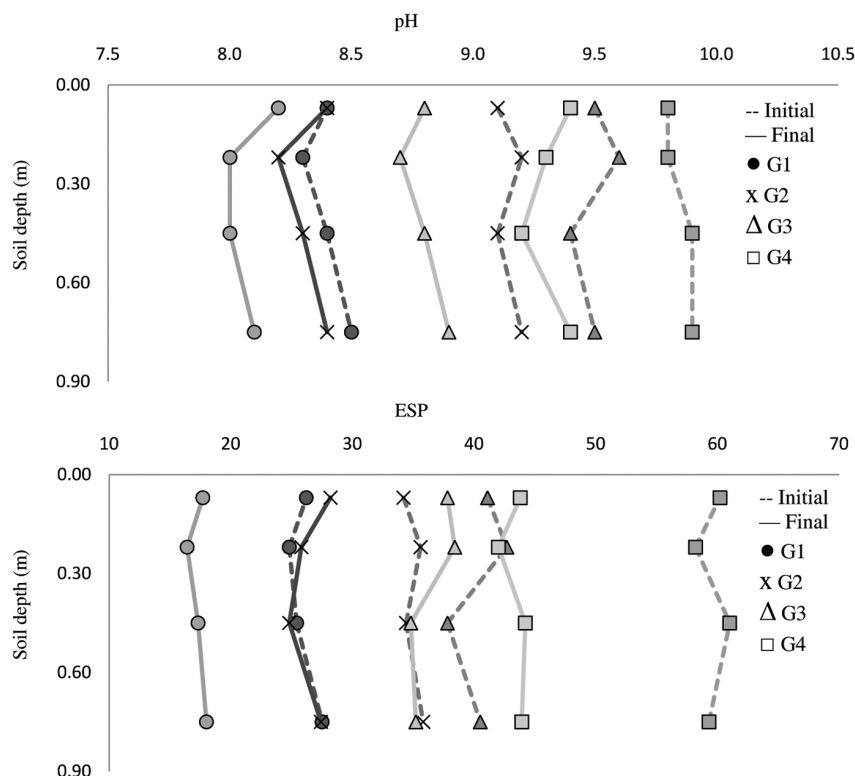 pH
7.5 8.0 8.5 9.0 9.5 10.0 10.5
0.00
0.30
0.60
0.90
Soil depth (m)
-- Initial
— Final
G1
x G2
Δ G3
G4
ESP
10 20 30 40 50 60 70
0.00
0.30
0.60
0.90
Soil depth (m)
-- Initial
— Final
G1
x G2
Δ G3
G4